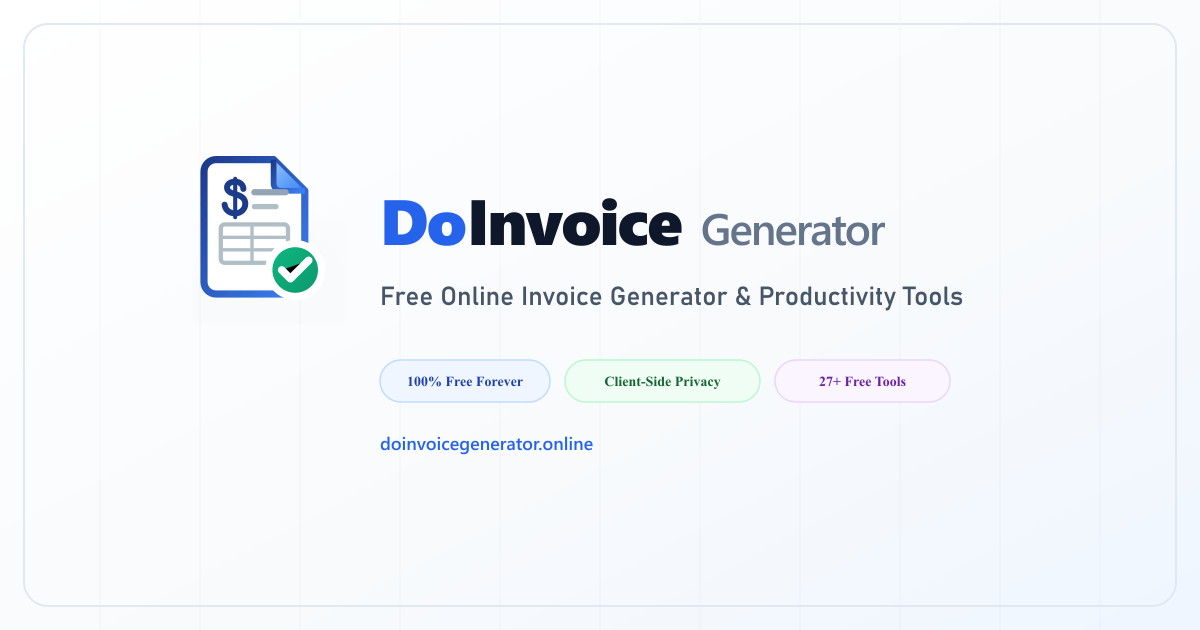 $
DoInvoice Generator
Free Online Invoice Generator & Productivity Tools
100% Free Forever Client-Side Privacy 27+ Free Tools
doinvoicegenerator.online